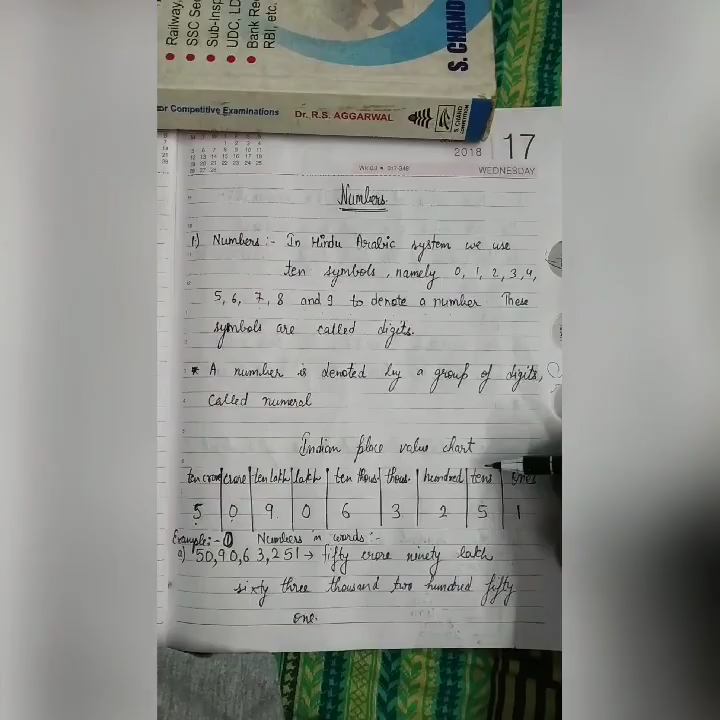 Railway,
SSC Se
Sub-Insp
UDC, LD
Bank Re
RBI, etc.
S. CHAND
or Competitive Examinations
Dr. R.S. AGGARWAL
2018
17
WEDNESDAY
Numbers
1) Numbers :- In Hindu Arabic system we use
ten symbols, namely 0, 1, 2, 3, 4,
5, 6, 7, 8 and 9 to denote a number. These
symbols are called digits.
* A number is denoted by a group of digits,
called numeral
Indian place value chart
ten crore crore ten lakh lakh ten thous. thous. hundred tens ones
5 0 9 0 6 3 2 5 1
Example:- 1 Numbers in words :-
a) 50,90,6 3,251 → fifty crore ninety lakh
sixty three thousand two hundred fifty
one.